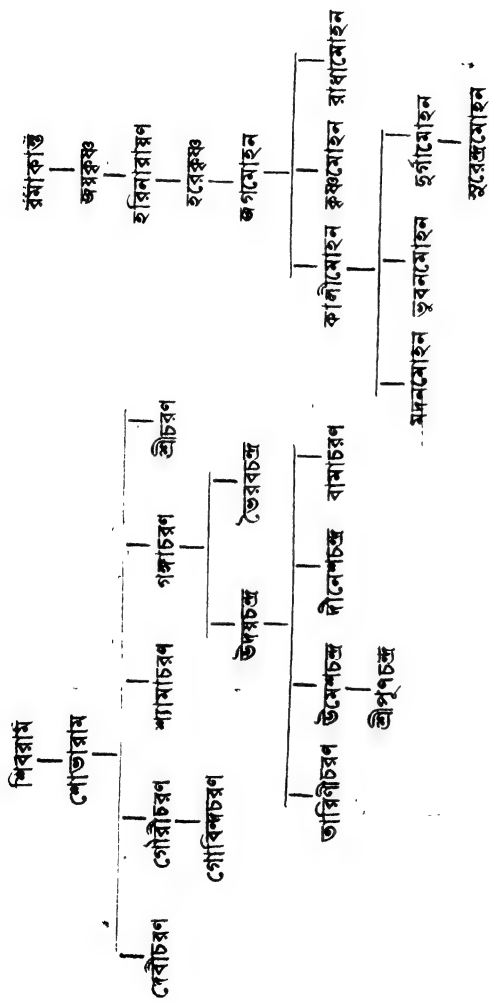 শিবরাম
শোভারাম
দেবীচরণ গৌরীচরণ শ্যামাচরণ গঙ্গাচরণ শ্রীচরণ
গোবিন্দচরণ
উদয়চন্দ্র ভৈরবচন্দ্র
তারিণীচরণ উমেশচন্দ্র দীনেশচন্দ্র বামাচরণ
শ্রীপুণচন্দ্র
রমাকান্ত
জয়কৃষ্ণ
হরিনারায়ণ
হরেকৃষ্ণ
জগমোহন
কালীমোহন কৃষ্ণমোহন রাধামোহন
মদনমোহন ভুবনমোহন দুর্গামোহন
সুরেন্দ্রমোহন